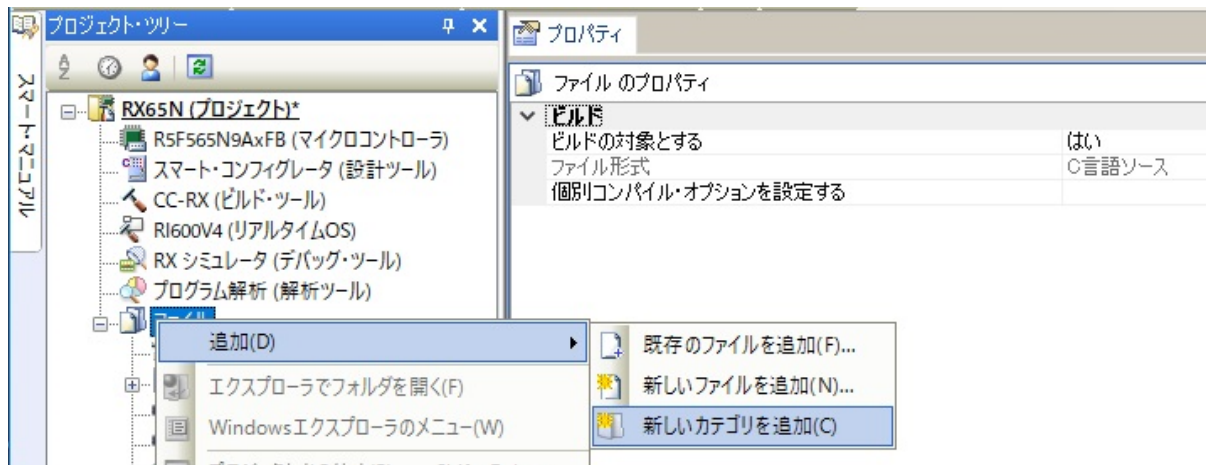 プロジェクト・ツリー
スマート・マニュアル
RX65N (プロジェクト)*
R5F565N9AxFB (マイクロコントローラ)
スマート・コンフィグレータ (設計ツール)
CC-RX (ビルド・ツール)
RI600V4 (リアルタイムOS)
RX シミュレータ (デバッグ・ツール)
プログラム解析 (解析ツール)
ファイル
追加(D)
エクスプローラでフォルダを開く(F)
Windowsエクスプローラのメニュー(W)
既存のファイルを追加(F)...
新しいファイルを追加(N)...
新しいカテゴリを追加(C)
プロパティ
ファイル のプロパティ
ビルド
ビルドの対象とする はい
ファイル形式 C言語ソース
個別コンパイル・オプションを設定する